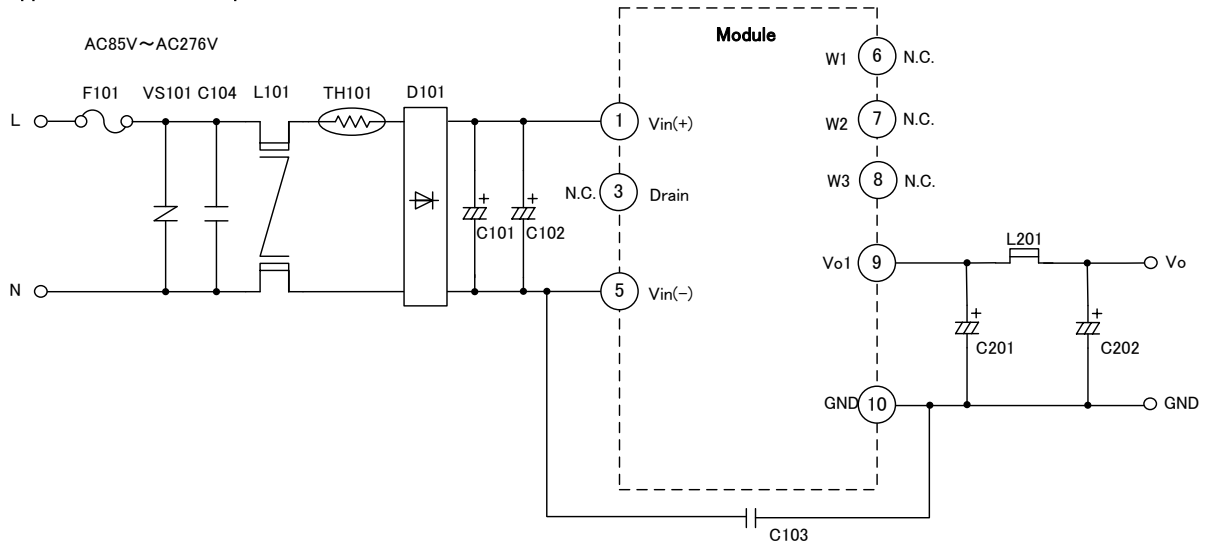 AC85V～AC276V
Module
F101 VS101 C104 L101 TH101 D101
L
N
1 Vin(+)
N.C. 3 Drain
5 Vin(-)
+ C101
+ C102
W1 6 N.C.
W2 7 N.C.
W3 8 N.C.
Vo1 9
L201
Vo
+ C201
+ C202
GND 10
GND
C103